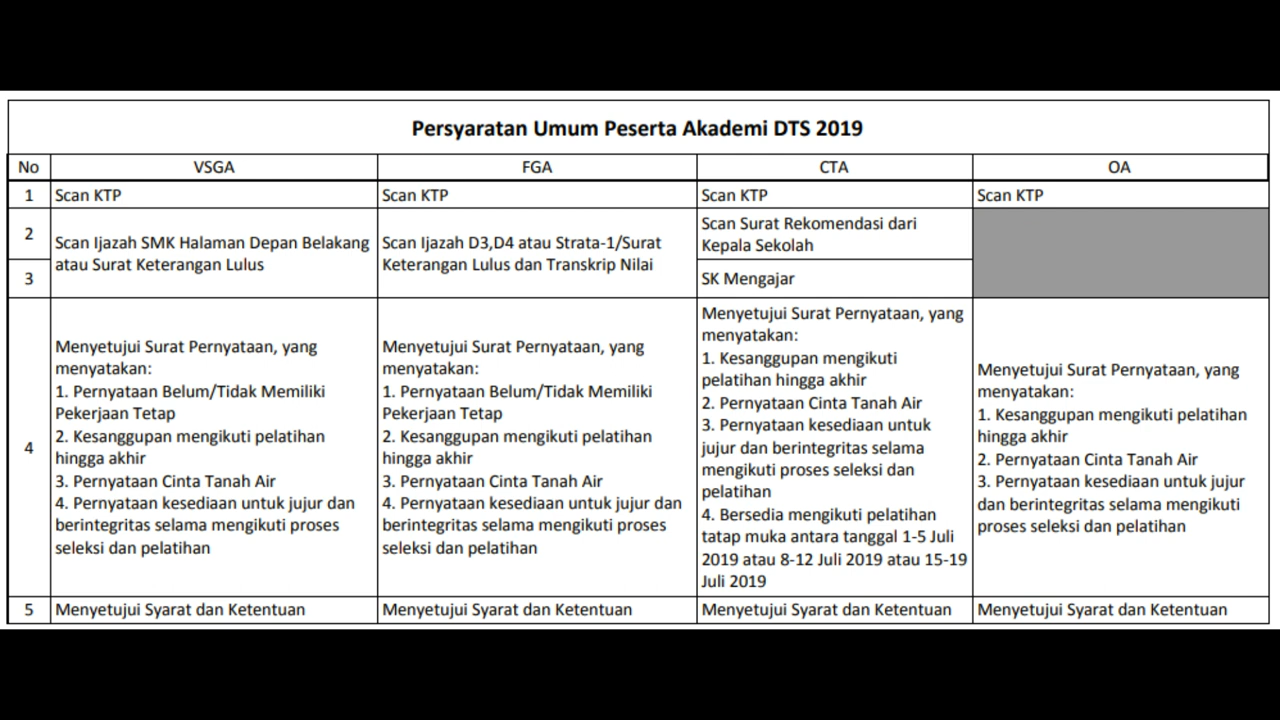 Persyaratan Umum Peserta Akademi DTS 2019
No VSGA FGA CTA OA
1 Scan KTP Scan KTP Scan KTP Scan KTP
2
3
Scan Ijazah SMK Halaman Depan Belakang
atau Surat Keterangan Lulus
Scan Ijazah D3,D4 atau Strata-1/Surat
Keterangan Lulus dan Transkrip Nilai
Scan Surat Rekomendasi dari
Kepala Sekolah
SK Mengajar
4
Menyetujui Surat Pernyataan, yang
menyatakan:
1. Pernyataan Belum/Tidak Memiliki
Pekerjaan Tetap
2. Kesanggupan mengikuti pelatihan
hingga akhir
3. Pernyataan Cinta Tanah Air
4. Pernyataan kesediaan untuk jujur dan
berintegritas selama mengikuti proses
seleksi dan pelatihan
Menyetujui Surat Pernyataan, yang
menyatakan:
1. Pernyataan Belum/Tidak Memiliki
Pekerjaan Tetap
2. Kesanggupan mengikuti pelatihan
hingga akhir
3. Pernyataan Cinta Tanah Air
4. Pernyataan kesediaan untuk jujur dan
berintegritas selama mengikuti proses
seleksi dan pelatihan
Menyetujui Surat Pernyataan, yang
menyatakan:
1. Kesanggupan mengikuti
pelatihan hingga akhir
2. Pernyataan Cinta Tanah Air
3. Pernyataan kesediaan untuk
jujur dan berintegritas selama
mengikuti proses seleksi dan
pelatihan
4. Bersedia mengikuti pelatihan
tatap muka antara tanggal 1-5 Juli
2019 atau 8-12 Juli 2019 atau 15-19
Juli 2019
Menyetujui Surat Pernyataan, yang
menyatakan:
1. Kesanggupan mengikuti pelatihan
hingga akhir
2. Pernyataan Cinta Tanah Air
3. Pernyataan kesediaan untuk jujur
dan berintegritas selama mengikuti
proses seleksi dan pelatihan
5 Menyetujui Syarat dan Ketentuan Menyetujui Syarat dan Ketentuan Menyetujui Syarat dan Ketentuan Menyetujui Syarat dan Ketentuan